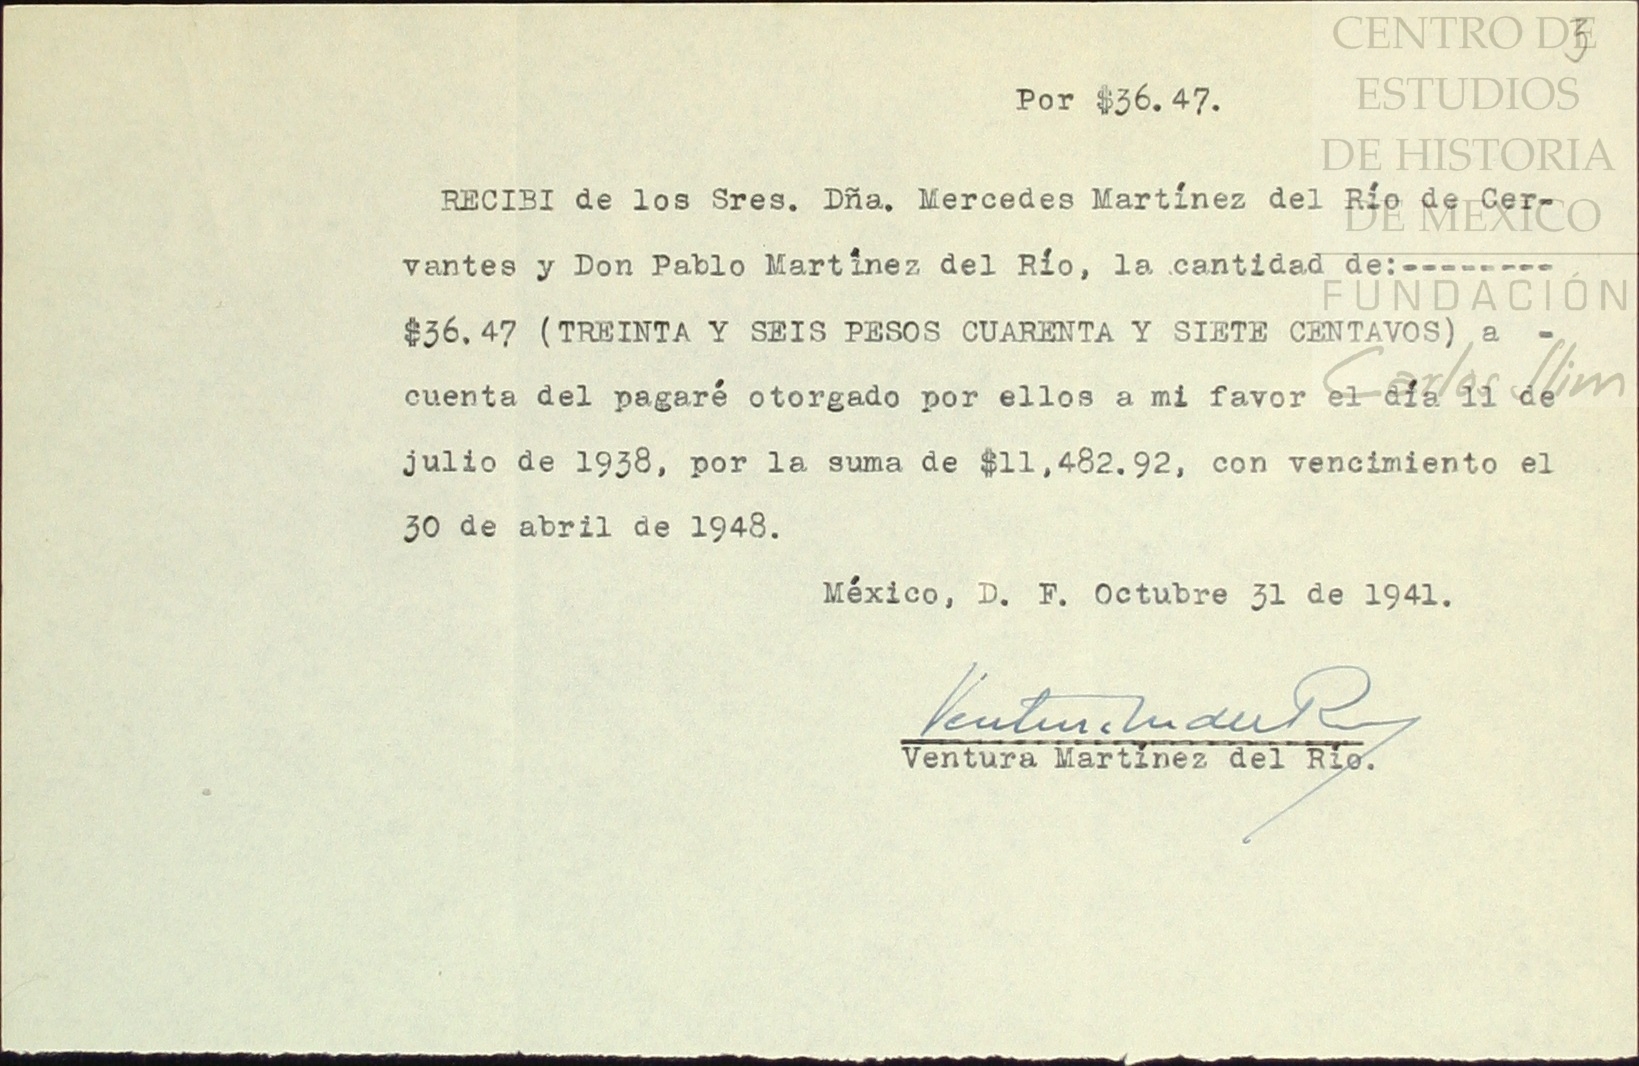 CENTRO DE
ESTUDIOS
DE HISTORIA
DE MÉXICO
FUNDACIÓN
Carlos Slim
3
Por $36.47.
RECIBI de los Sres. Dña. Mercedes Martínez del Río de Cer-
vantes y Don Pablo Martínez del Río, la cantidad de:--------
$36.47 (TREINTA Y SEIS PESOS CUARENTA Y SIETE CENTAVOS) a -
cuenta del pagaré otorgado por ellos a mi favor el día 11 de
julio de 1938, por la suma de $11,482.92, con vencimiento el
30 de abril de 1948.
México, D. F. Octubre 31 de 1941.
Ventura M del R
Ventura Martínez del Río.